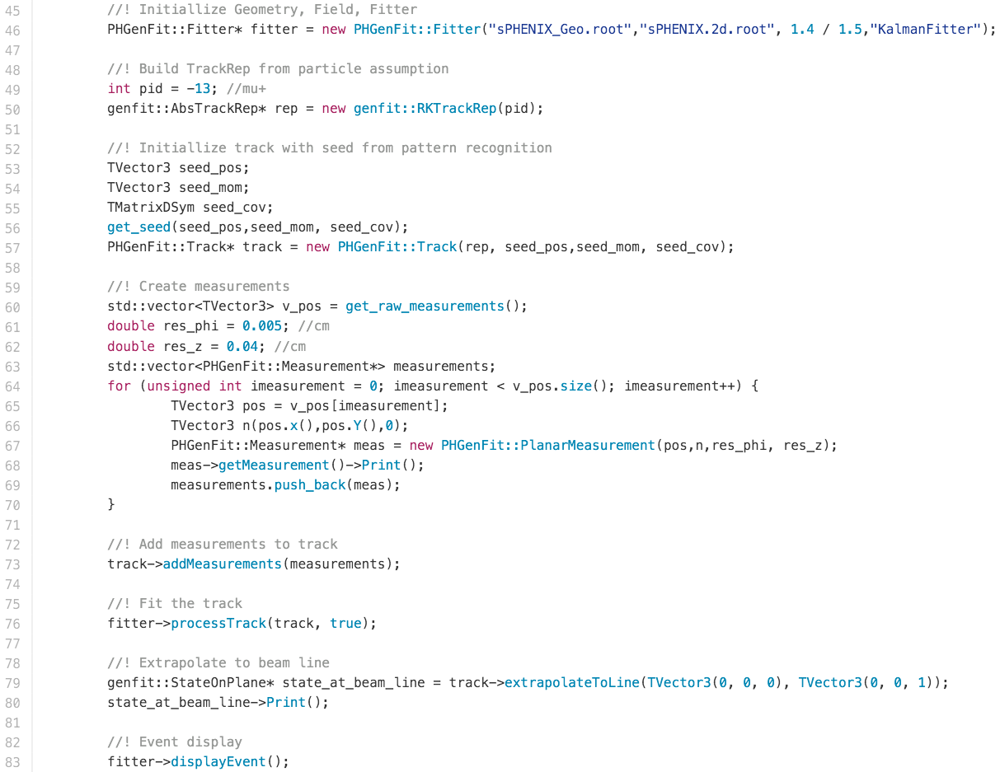 45 //! Initiallize Geometry, Field, Fitter
46 PHGenFit::Fitter* fitter = new PHGenFit::Fitter("sPHENIX_Geo.root","sPHENIX.2d.root", 1.4 / 1.5,"KalmanFitter");
47
48 //! Build TrackRep from particle assumption
49 int pid = -13; //mu+
50 genfit::AbsTrackRep* rep = new genfit::RKTrackRep(pid);
51
52 //! Initiallize track with seed from pattern recognition
53 TVector3 seed_pos;
54 TVector3 seed_mom;
55 TMatrixDSym seed_cov;
56 get_seed(seed_pos,seed_mom, seed_cov);
57 PHGenFit::Track* track = new PHGenFit::Track(rep, seed_pos,seed_mom, seed_cov);
58
59 //! Create measurements
60 std::vector<TVector3> v_pos = get_raw_measurements();
61 double res_phi = 0.005; //cm
62 double res_z = 0.04; //cm
63 std::vector<PHGenFit::Measurement*> measurements;
64 for (unsigned int imeasurement = 0; imeasurement < v_pos.size(); imeasurement++) {
65 TVector3 pos = v_pos[imeasurement];
66 TVector3 n(pos.x(),pos.Y(),0);
67 PHGenFit::Measurement* meas = new PHGenFit::PlanarMeasurement(pos,n,res_phi, res_z);
68 meas->getMeasurement()->Print();
69 measurements.push_back(meas);
70 }
71
72 //! Add measurements to track
73 track->addMeasurements(measurements);
74
75 //! Fit the track
76 fitter->processTrack(track, true);
77
78 //! Extrapolate to beam line
79 genfit::StateOnPlane* state_at_beam_line = track->extrapolateToLine(TVector3(0, 0, 0), TVector3(0, 0, 1));
80 state_at_beam_line->Print();
81
82 //! Event display
83 fitter->displayEvent();